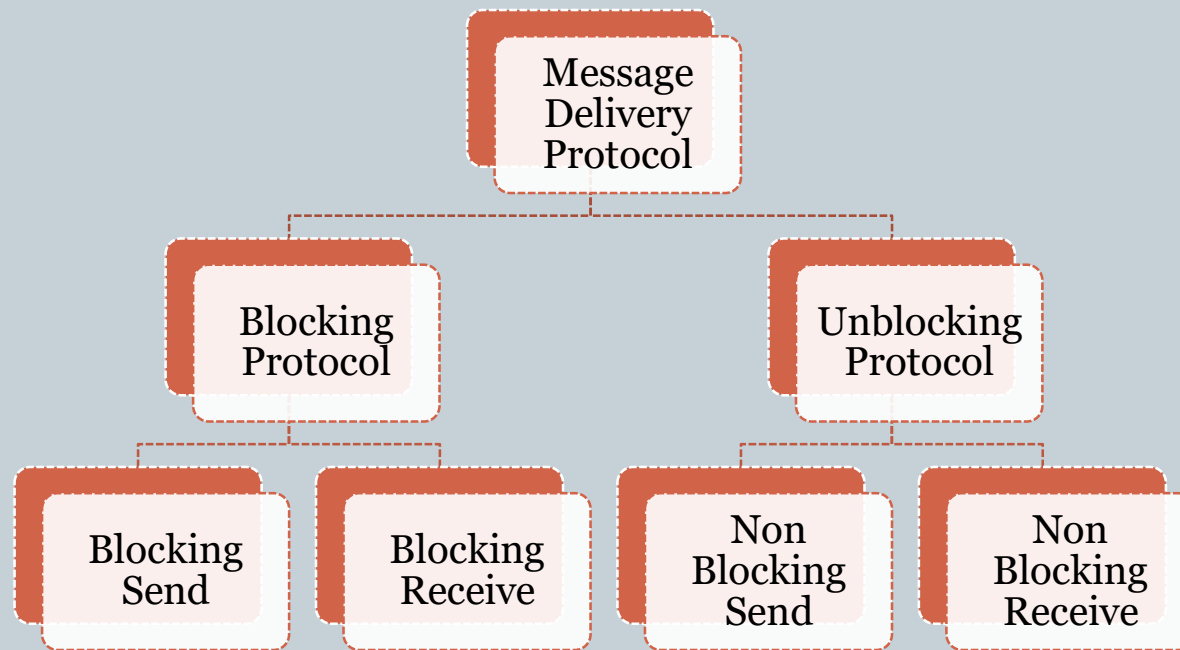 Message
Delivery
Protocol
Blocking
Protocol
Unblocking
Protocol
Blocking
Send
Blocking
Receive
Non
Blocking
Send
Non
Blocking
Receive